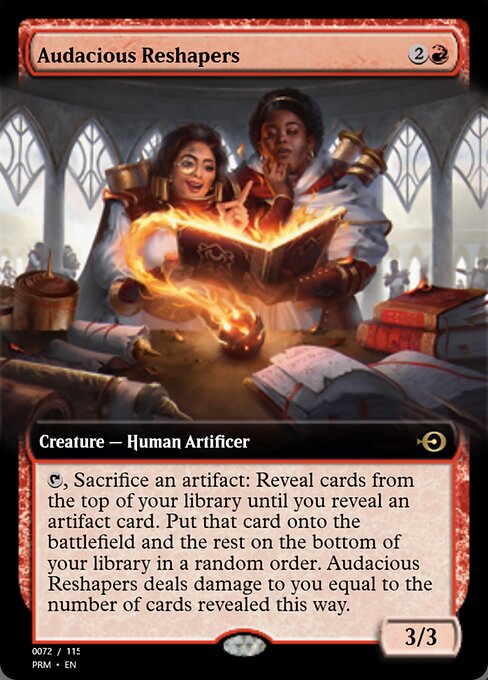 Audacious Reshapers 2
Creature — Human Artificer
, Sacrifice an artifact: Reveal cards from
the top of your library until you reveal an
artifact card. Put that card onto the
battlefield and the rest on the bottom of
your library in a random order. Audacious
Reshapers deals damage to you equal to the
number of cards revealed this way.
3/3
0072 / 115
PRM • EN